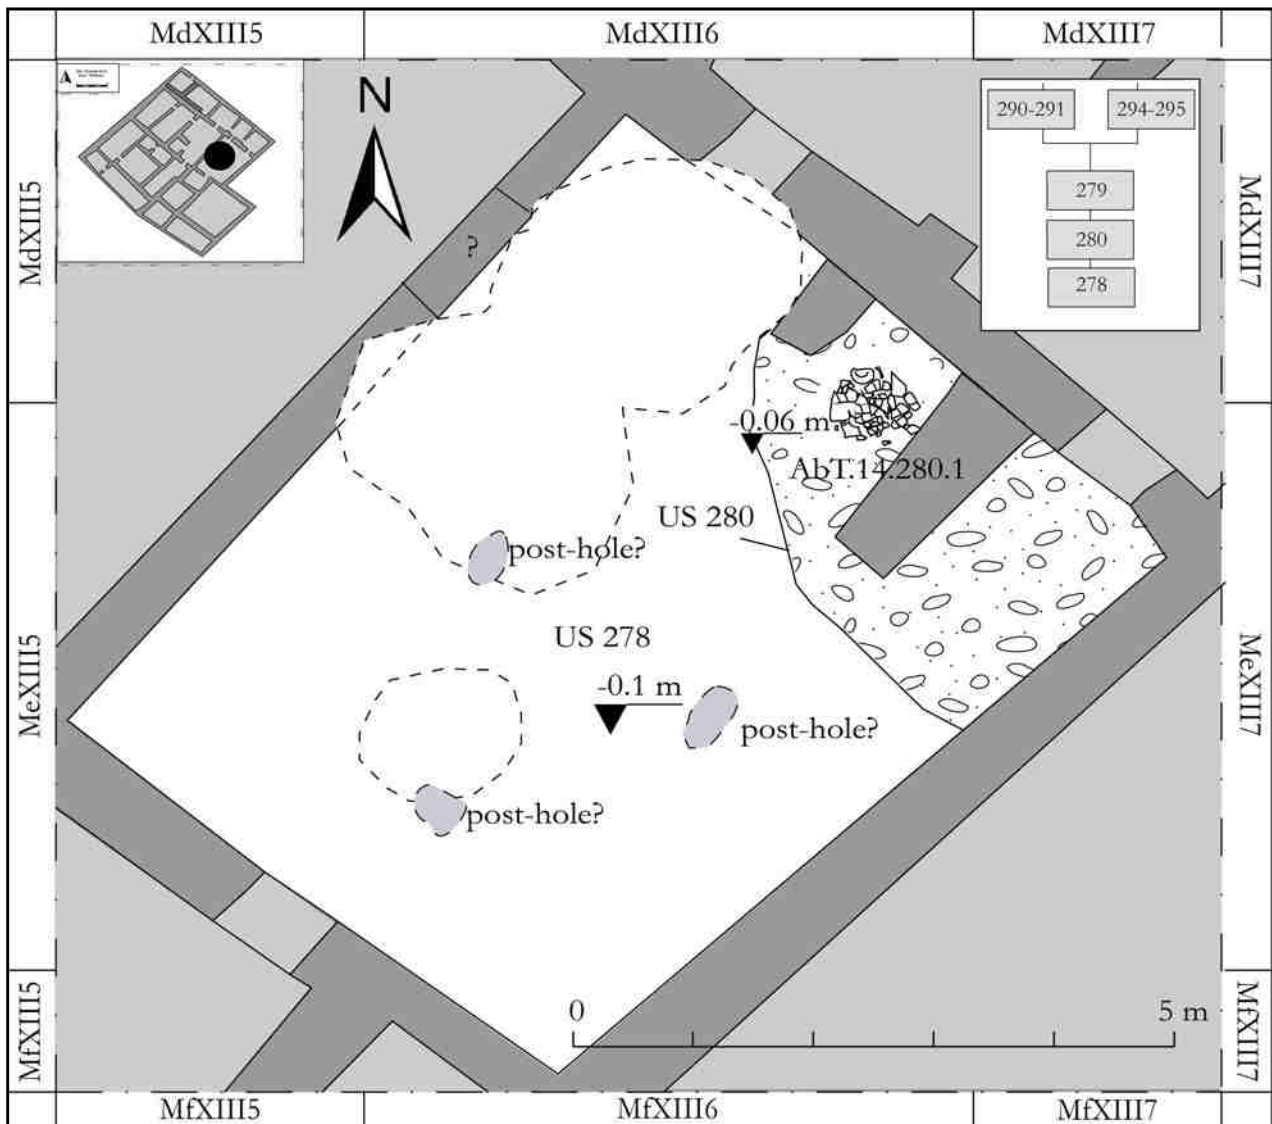 MdXIII5
MdXIII6
MdXIII7
N
290-291
294-295
279
280
278
MdXIII5
MdXIII7
?
-0.06 m
AbT.14.280.1
US 280
post-hole?
US 278
-0.1 m
post-hole?
post-hole?
MeXIII5
MeXIII7
0
5 m
MfXIII5
MfXIII7
MfXIII5
MfXIII6
MfXIII7